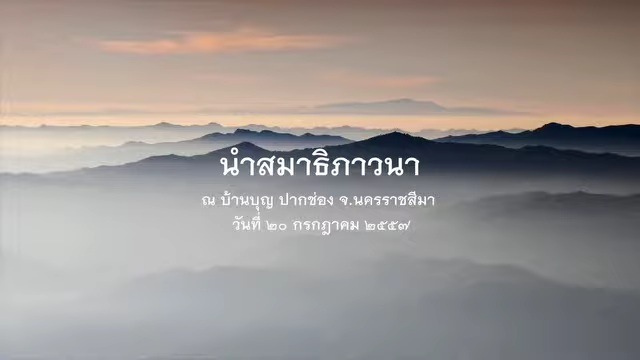 นำสมาธิภาวนา
ณ บ้านบุญ ปากช่อง จ.นครราชสีมา
วันที่ ๒๐ กรกฎาคม ๒๕๕๗